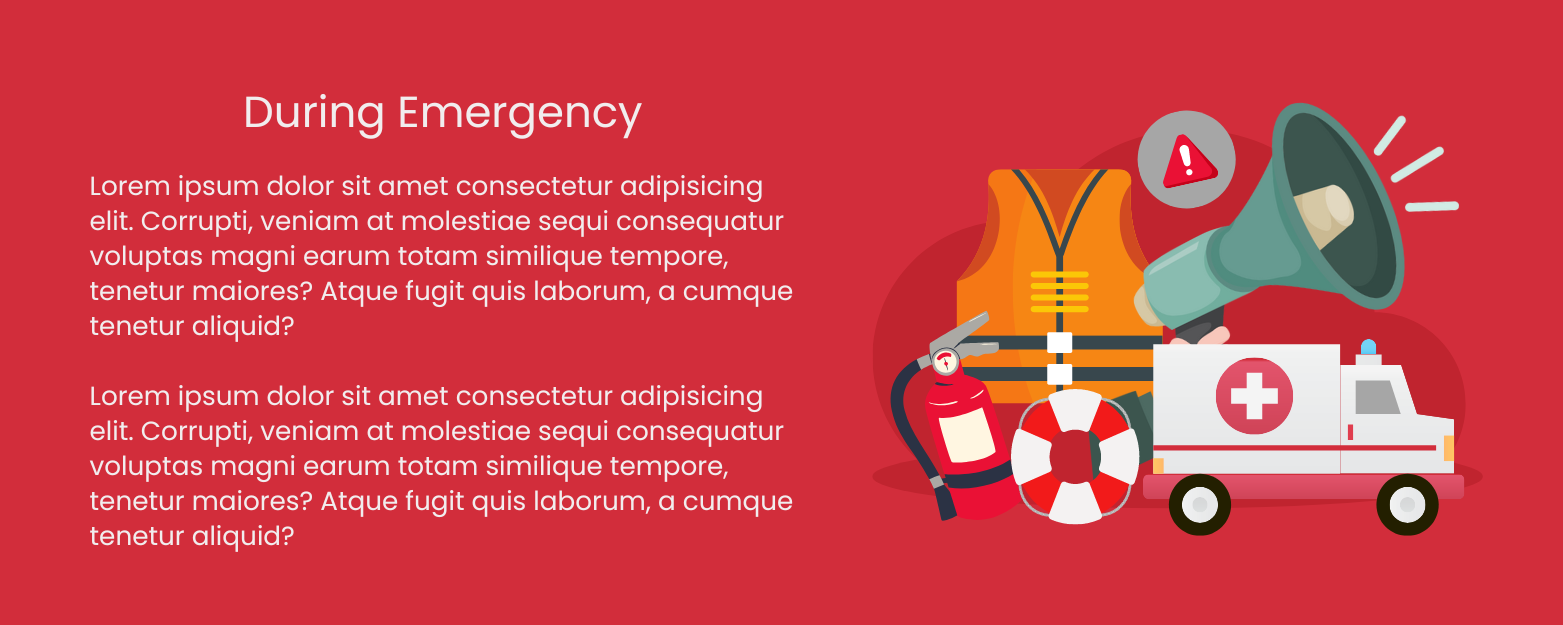 During Emergency
Lorem ipsum dolor sit amet consectetur adipisicing
elit. Corrupti, veniam at molestiae sequi consequatur
voluptas magni earum totam similique tempore,
tenetur maiores? Atque fugit quis laborum, a cumque
tenetur aliquid?
Lorem ipsum dolor sit amet consectetur adipisicing
elit. Corrupti, veniam at molestiae sequi consequatur
voluptas magni earum totam similique tempore,
tenetur maiores? Atque fugit quis laborum, a cumque
tenetur aliquid?